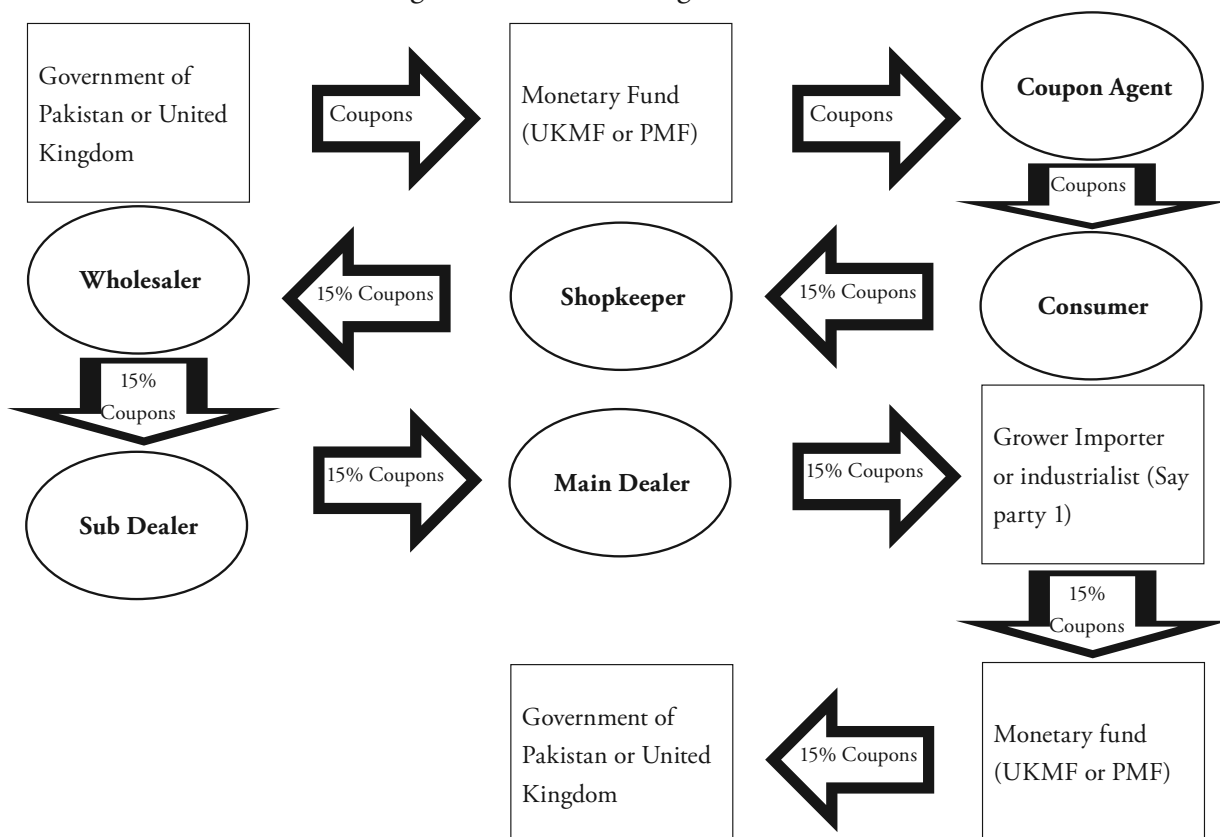 Government of
Pakistan or United
Kingdom
Coupons
Monetary Fund
(UKMF or PMF)
Coupons
Coupon Agent
Coupons
Consumer
15% Coupons
Shopkeeper
15% Coupons
Wholesaler
15%
Coupons
Sub Dealer
15% Coupons
Main Dealer
15% Coupons
Grower Importer
or industrialist (Say
party 1)
15%
Coupons
Monetary fund
(UKMF or PMF)
15% Coupons
Government of
Pakistan or United
Kingdom